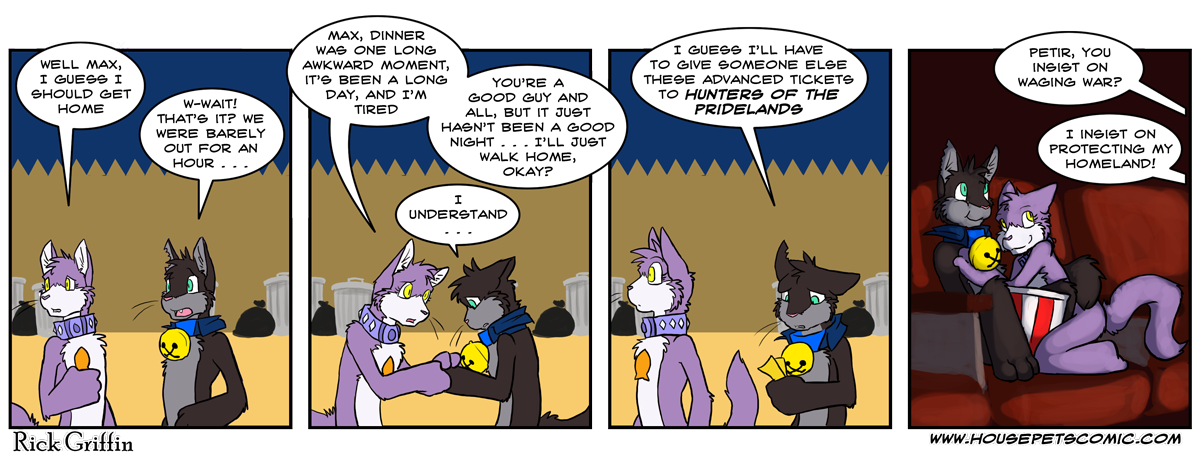 WELL MAX,
I GUESS I
SHOULD GET
HOME
W-WAIT!
THAT'S IT? WE
WERE BARELY
OUT FOR AN
HOUR . . .
MAX, DINNER
WAS ONE LONG
AWKWARD MOMENT,
IT'S BEEN A LONG
DAY, AND I'M
TIRED
YOU'RE A
GOOD GUY AND
ALL, BUT IT JUST
HASN'T BEEN A GOOD
NIGHT . . . I'LL JUST
WALK HOME,
OKAY?
I
UNDERSTAND
. . .
I GUESS I'LL HAVE
TO GIVE SOMEONE ELSE
THESE ADVANCED TICKETS
TO HUNTERS OF THE
PRIDELANDS
PETIR, YOU
INSIST ON
WAGING WAR?
I INSIST ON
PROTECTING MY
HOMELAND!
Rick Griffin
WWW.HOUSEPETSCOMIC.COM